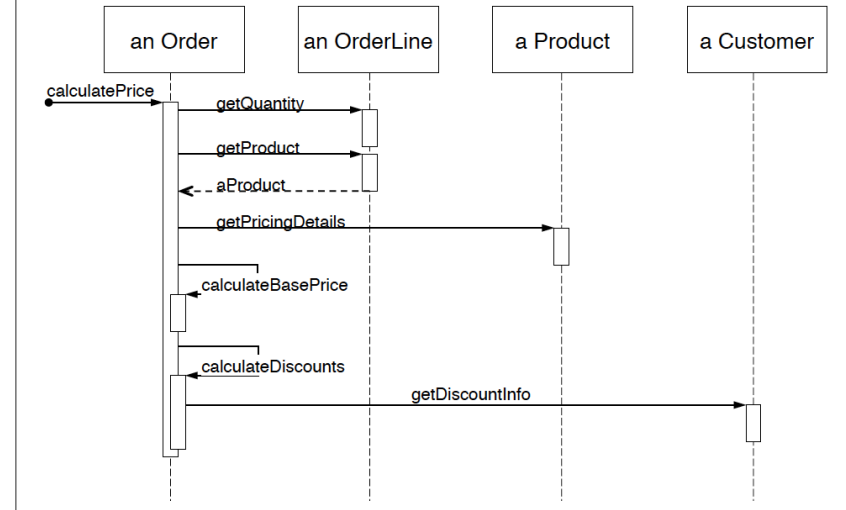 an Order
an OrderLine
a Product
a Customer
calculatePrice
getQuantity
getProduct
aProduct
getPricingDetails
calculateBasePrice
calculateDiscounts
getDiscountInfo